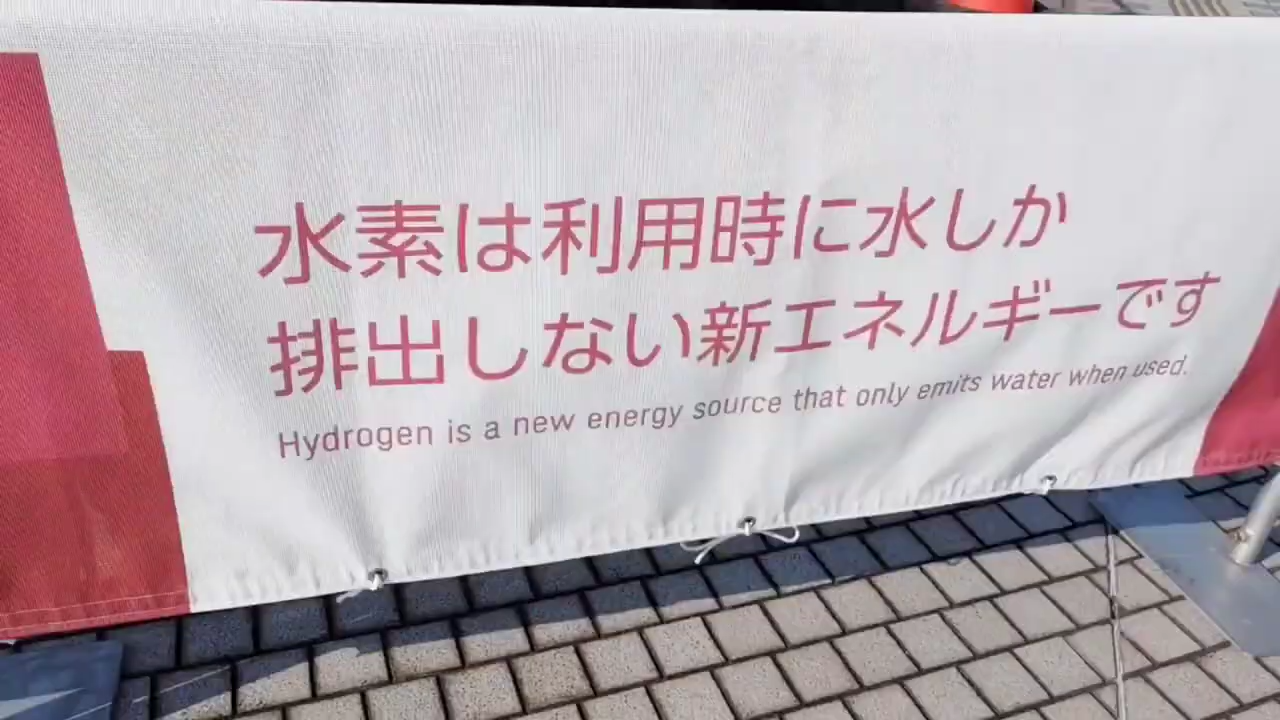 水素は利用時に水しか
排出しない新エネルギーです
Hydrogen is a new energy source that only emits water when used.